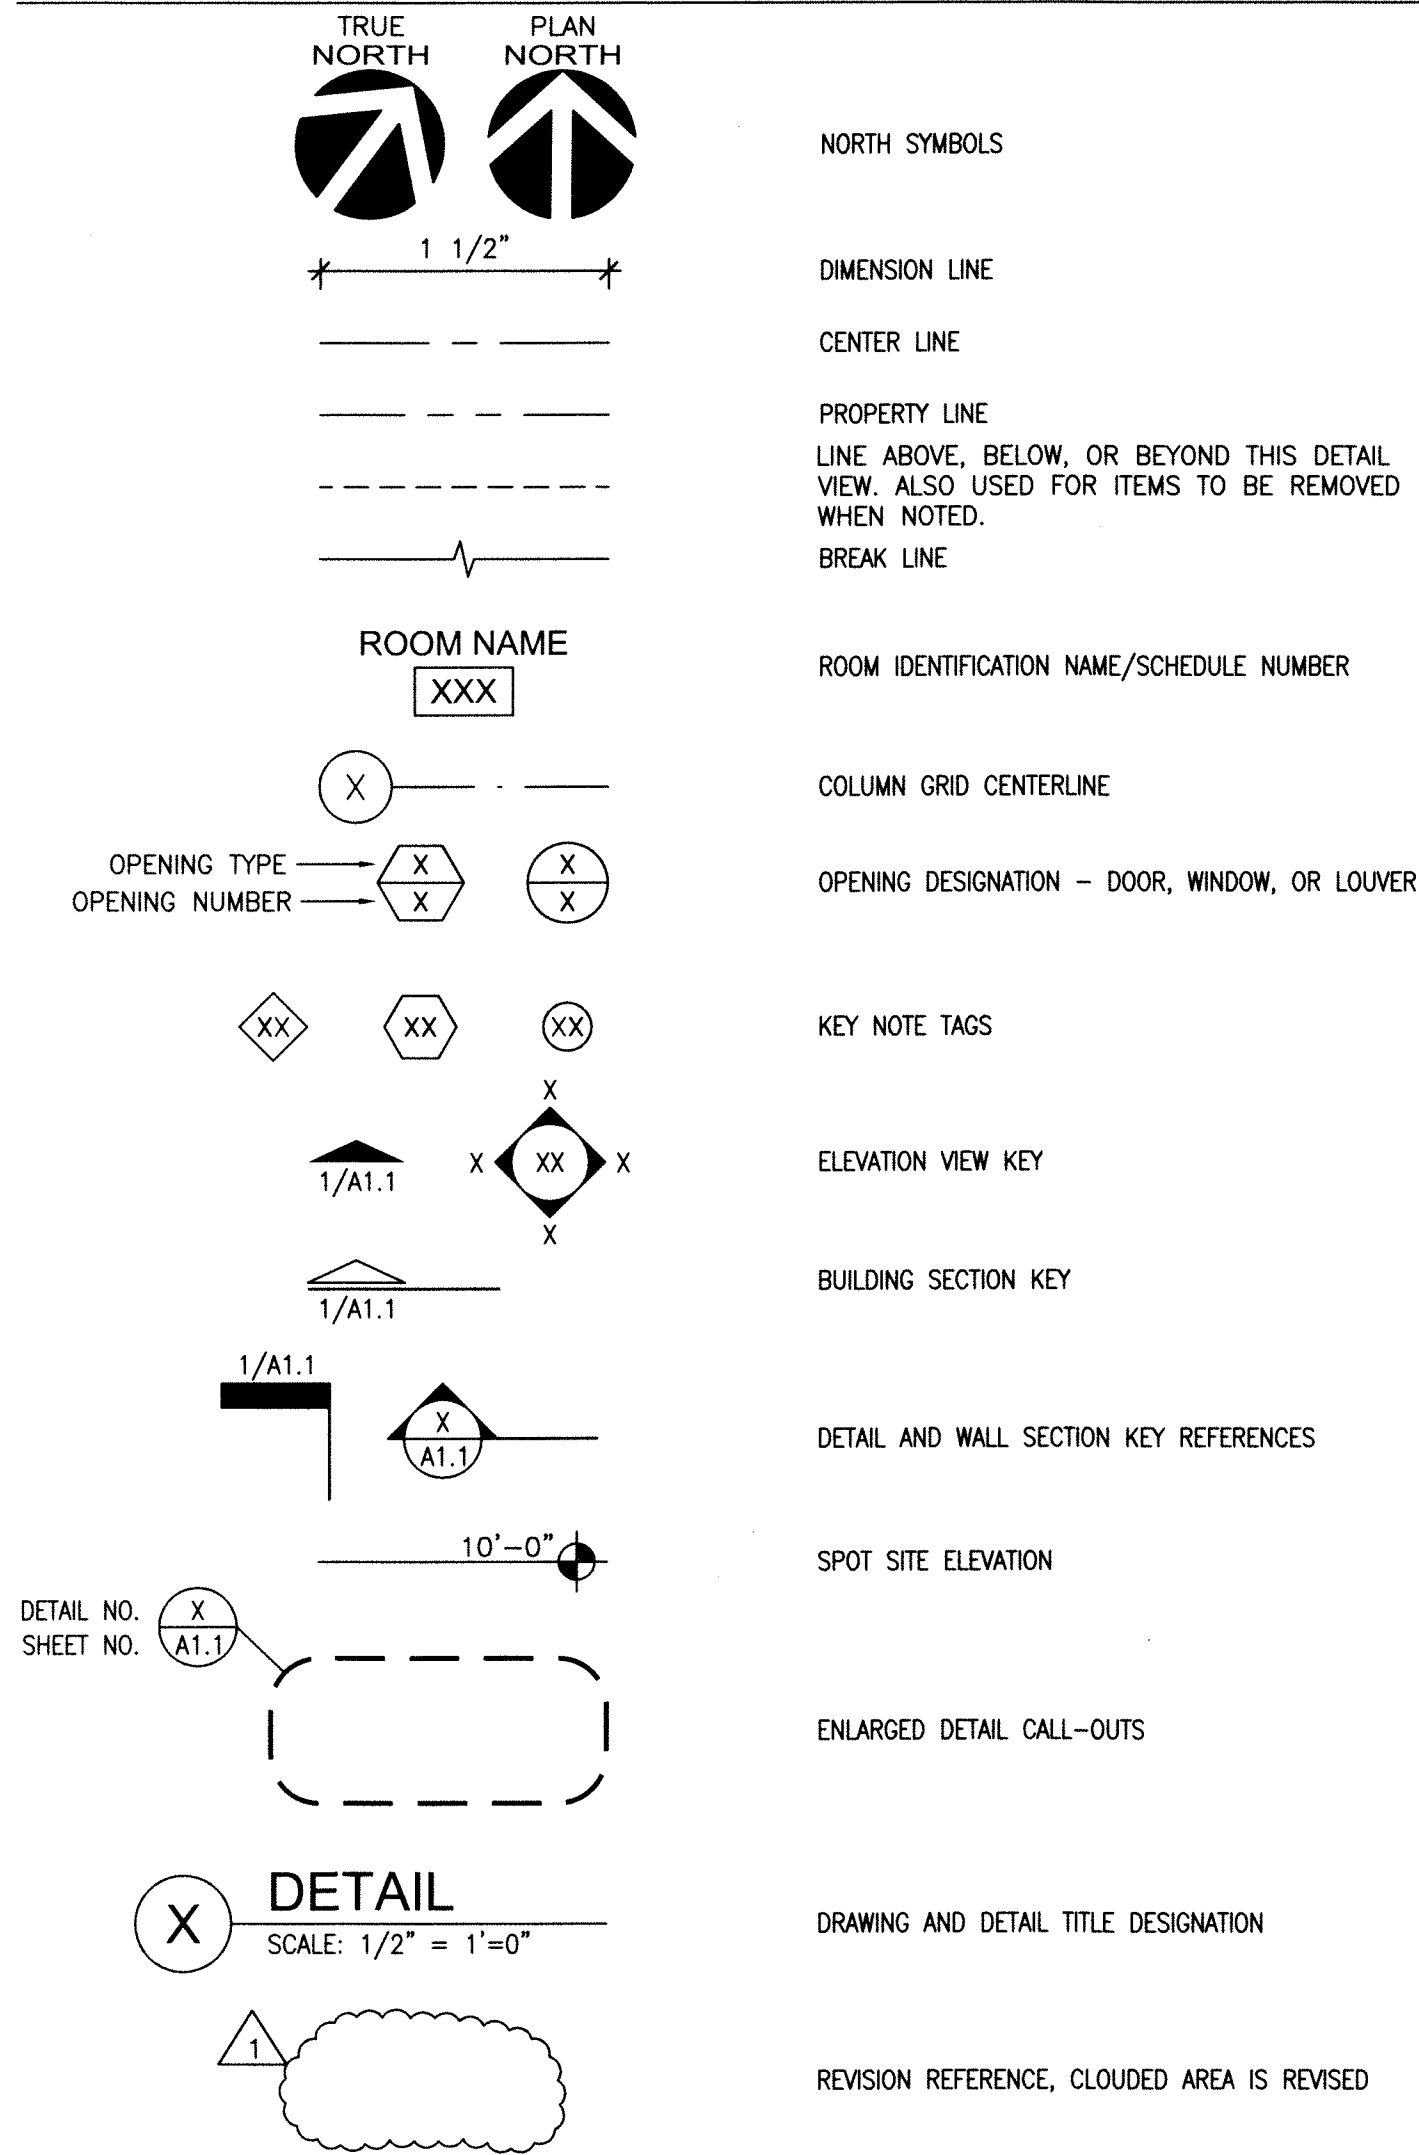 TRUE
NORTH
PLAN
NORTH
NORTH SYMBOLS
1 1/2"
DIMENSION LINE
CENTER LINE
PROPERTY LINE
LINE ABOVE, BELOW, OR BEYOND THIS DETAIL
VIEW. ALSO USED FOR ITEMS TO BE REMOVED
WHEN NOTED.
BREAK LINE
ROOM NAME
XXX
ROOM IDENTIFICATION NAME/SCHEDULE NUMBER
X
COLUMN GRID CENTERLINE
OPENING TYPE
OPENING NUMBER
X
X
X
X
OPENING DESIGNATION – DOOR, WINDOW, OR LOUVER
XX
XX
XX
KEY NOTE TAGS
1/A1.1
X
X
XX
X
X
ELEVATION VIEW KEY
1/A1.1
BUILDING SECTION KEY
1/A1.1
X
A1.1
DETAIL AND WALL SECTION KEY REFERENCES
10'–0"
SPOT SITE ELEVATION
DETAIL NO.
SHEET NO.
X
A1.1
ENLARGED DETAIL CALL–OUTS
X
DETAIL
SCALE: 1/2" = 1'=0"
DRAWING AND DETAIL TITLE DESIGNATION
1
REVISION REFERENCE, CLOUDED AREA IS REVISED